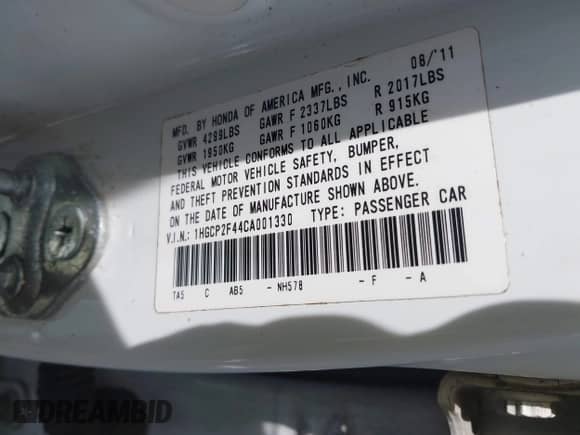 08/'11
MFD. BY HONDA OF AMERICA MFG., INC.
GVWR 4299LBS GAWR F 2337LBS R 2017LBS
GVWR 1950KG GAWR F 1060KG R 915KG
THIS VEHICLE CONFORMS TO ALL APPLICABLE
FEDERAL MOTOR VEHICLE SAFETY, BUMPER,
AND THEFT PREVENTION STANDARDS IN EFFECT
ON THE DATE OF MANUFACTURE SHOWN ABOVE.
V.I.N.: 1HGCP2F44CA001330 TYPE: PASSENGER CAR
TA5 C AB5 - NH578 - F - A
DREAMBID